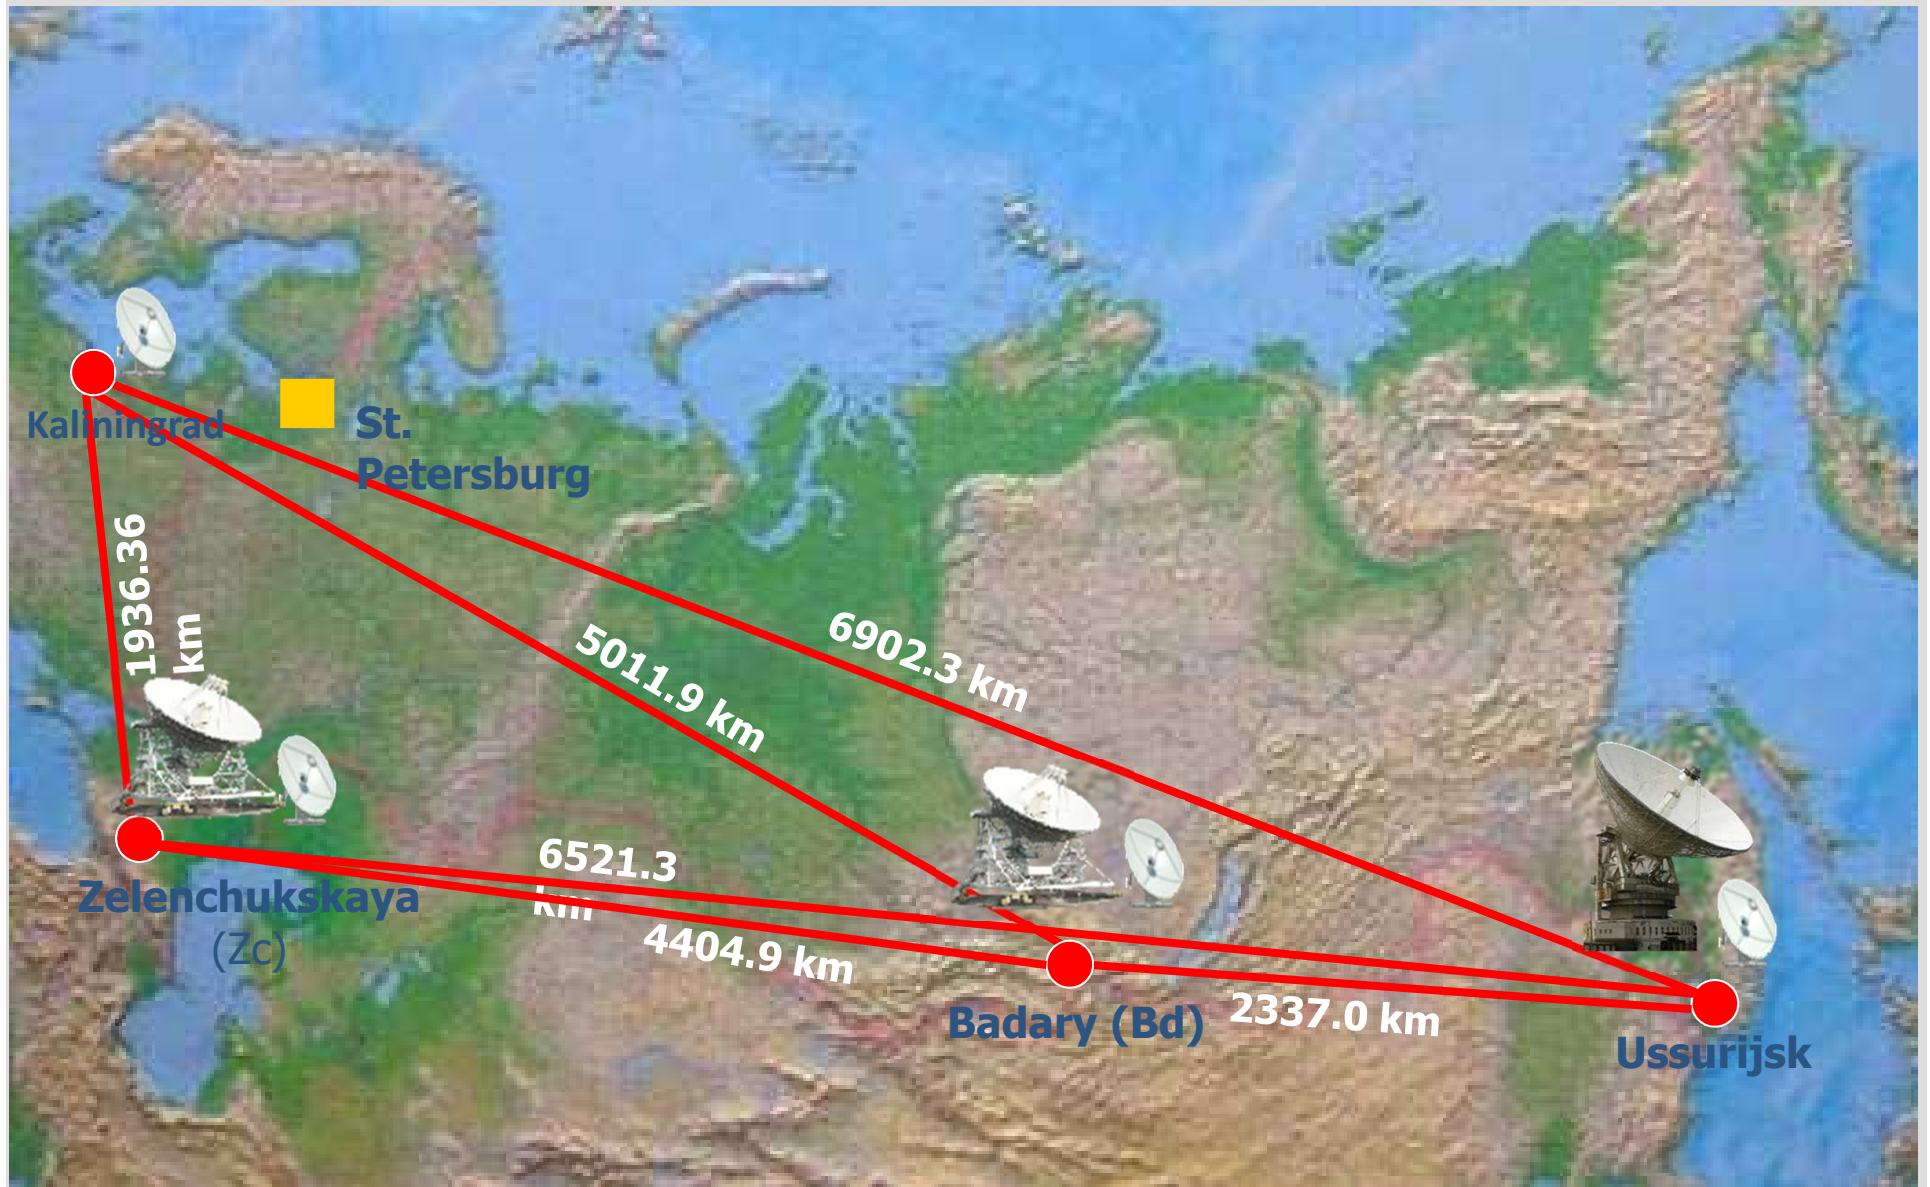 Kaliningrad
St.
Petersburg
1936.36
km
6902.3 km
5011.9 km
6521.3
km
Zelenchukskaya
(Zc)
4404.9 km
Badary (Bd)
2337.0 km
Ussurijsk